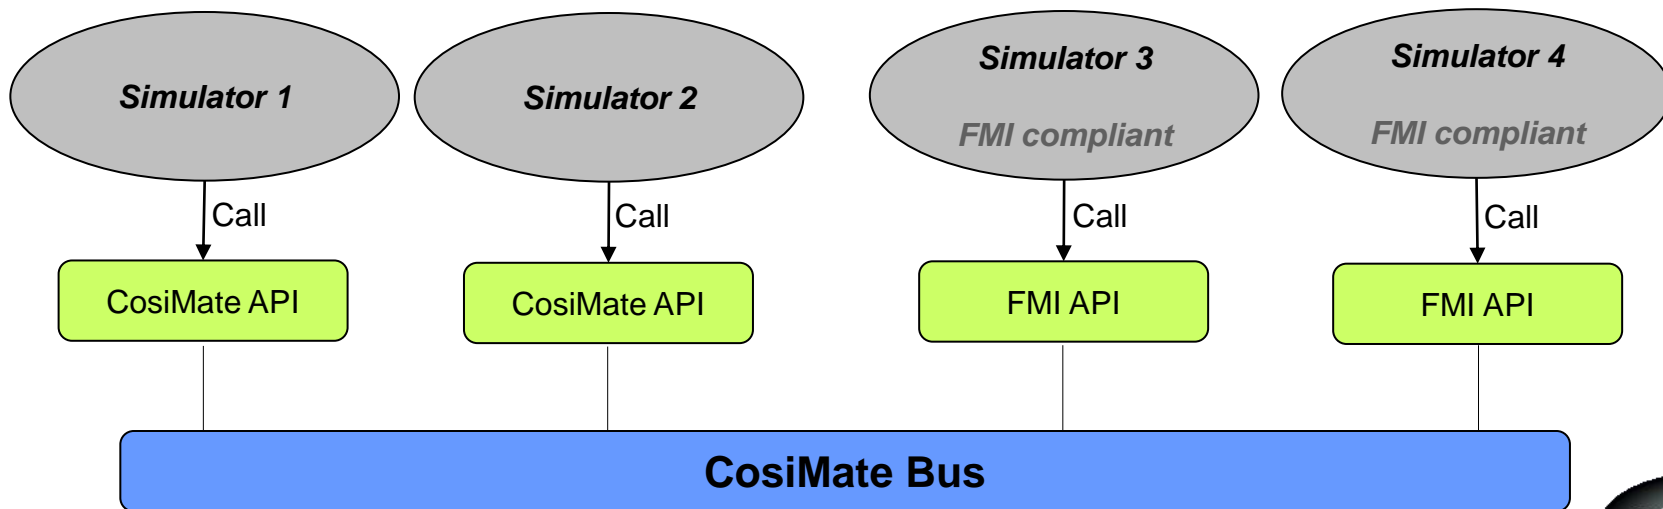 Simulator 1
Simulator 2
Simulator 3
FMI compliant
Simulator 4
FMI compliant
Call
Call
Call
Call
CosiMate API
CosiMate API
FMI API
FMI API
CosiMate Bus